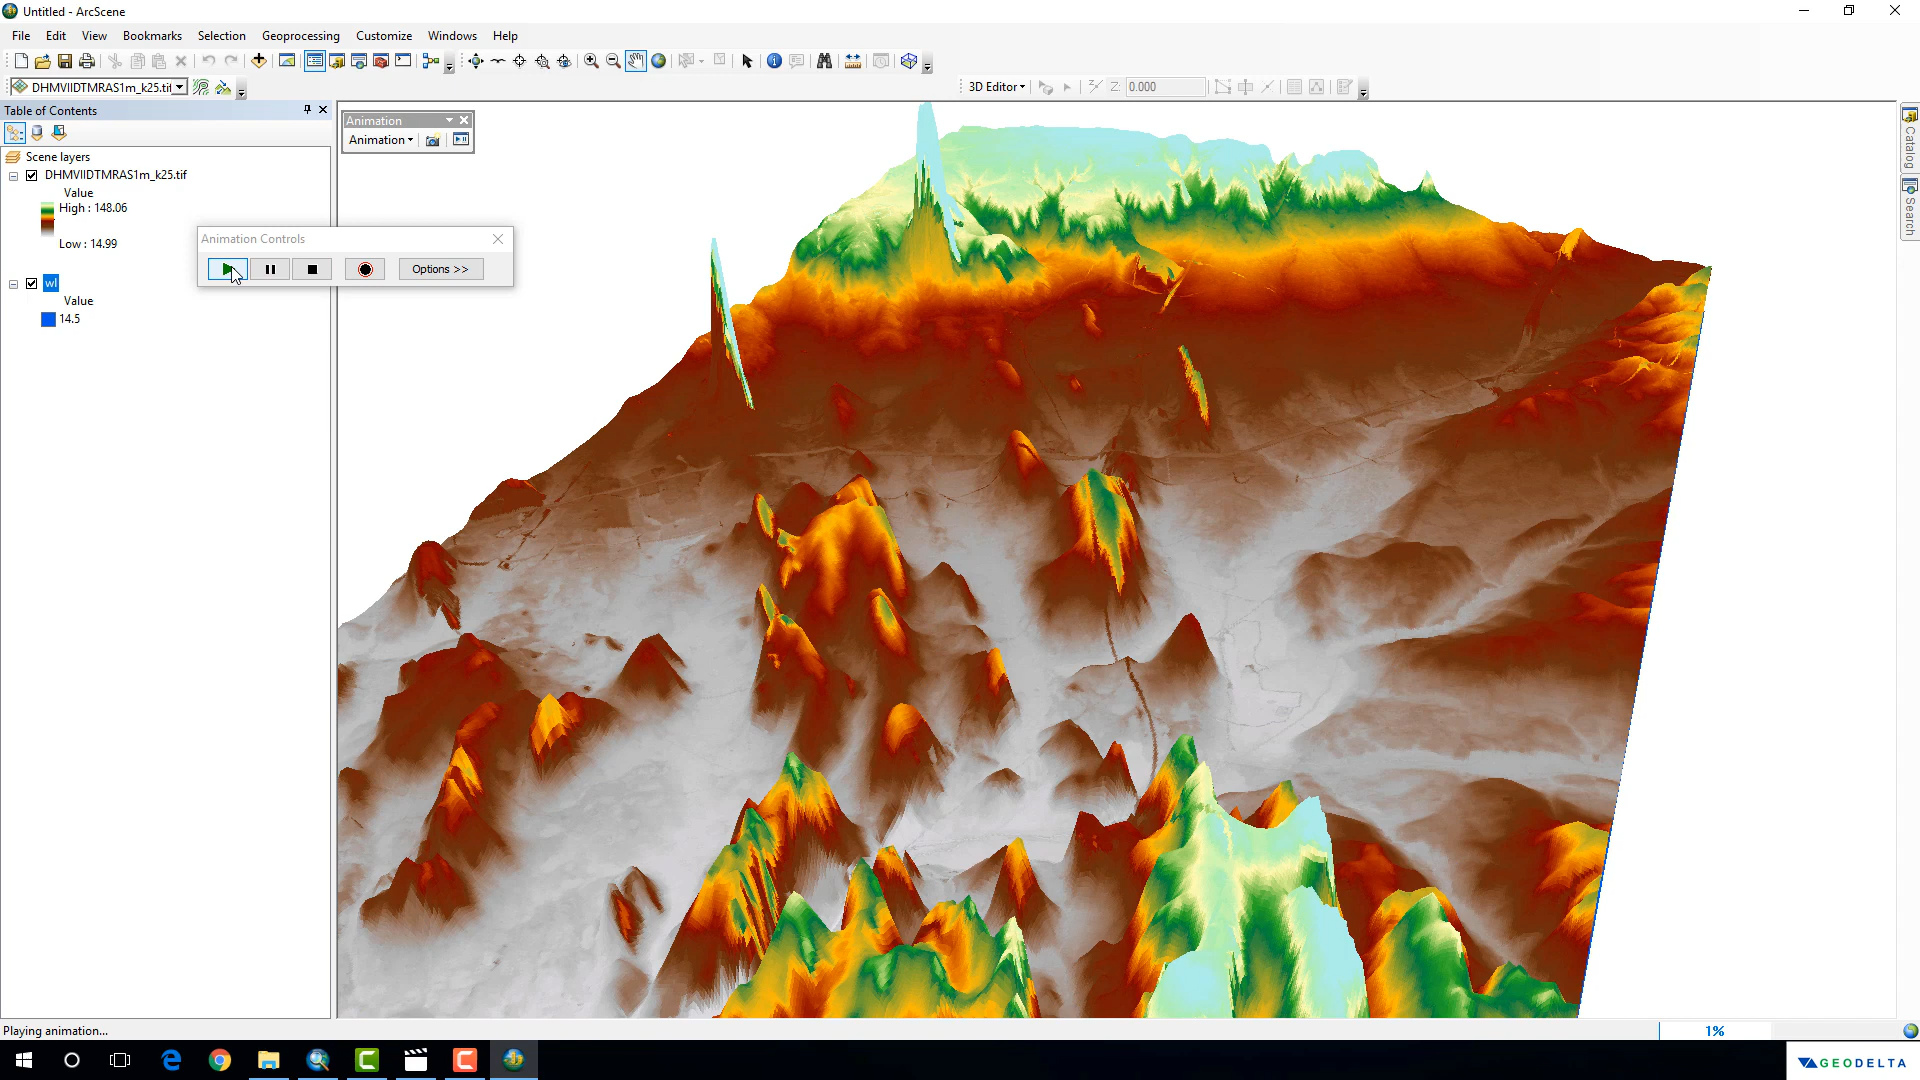 Untitled - ArcScene
File Edit View Bookmarks Selection Geoprocessing Customize Windows Help
DHMVIIDTMRAS1m_k25.tif
3D Editor
Z: 0.000
Table of Contents
Animation
Animation
Scene layers
DHMVIIDTMRAS1m_k25.tif
Value
High : 148.06
Low : 14.99
wl
Value
14.5
Animation Controls
Options >>
Catalog
Search
Playing animation...
1%
GEODELTA